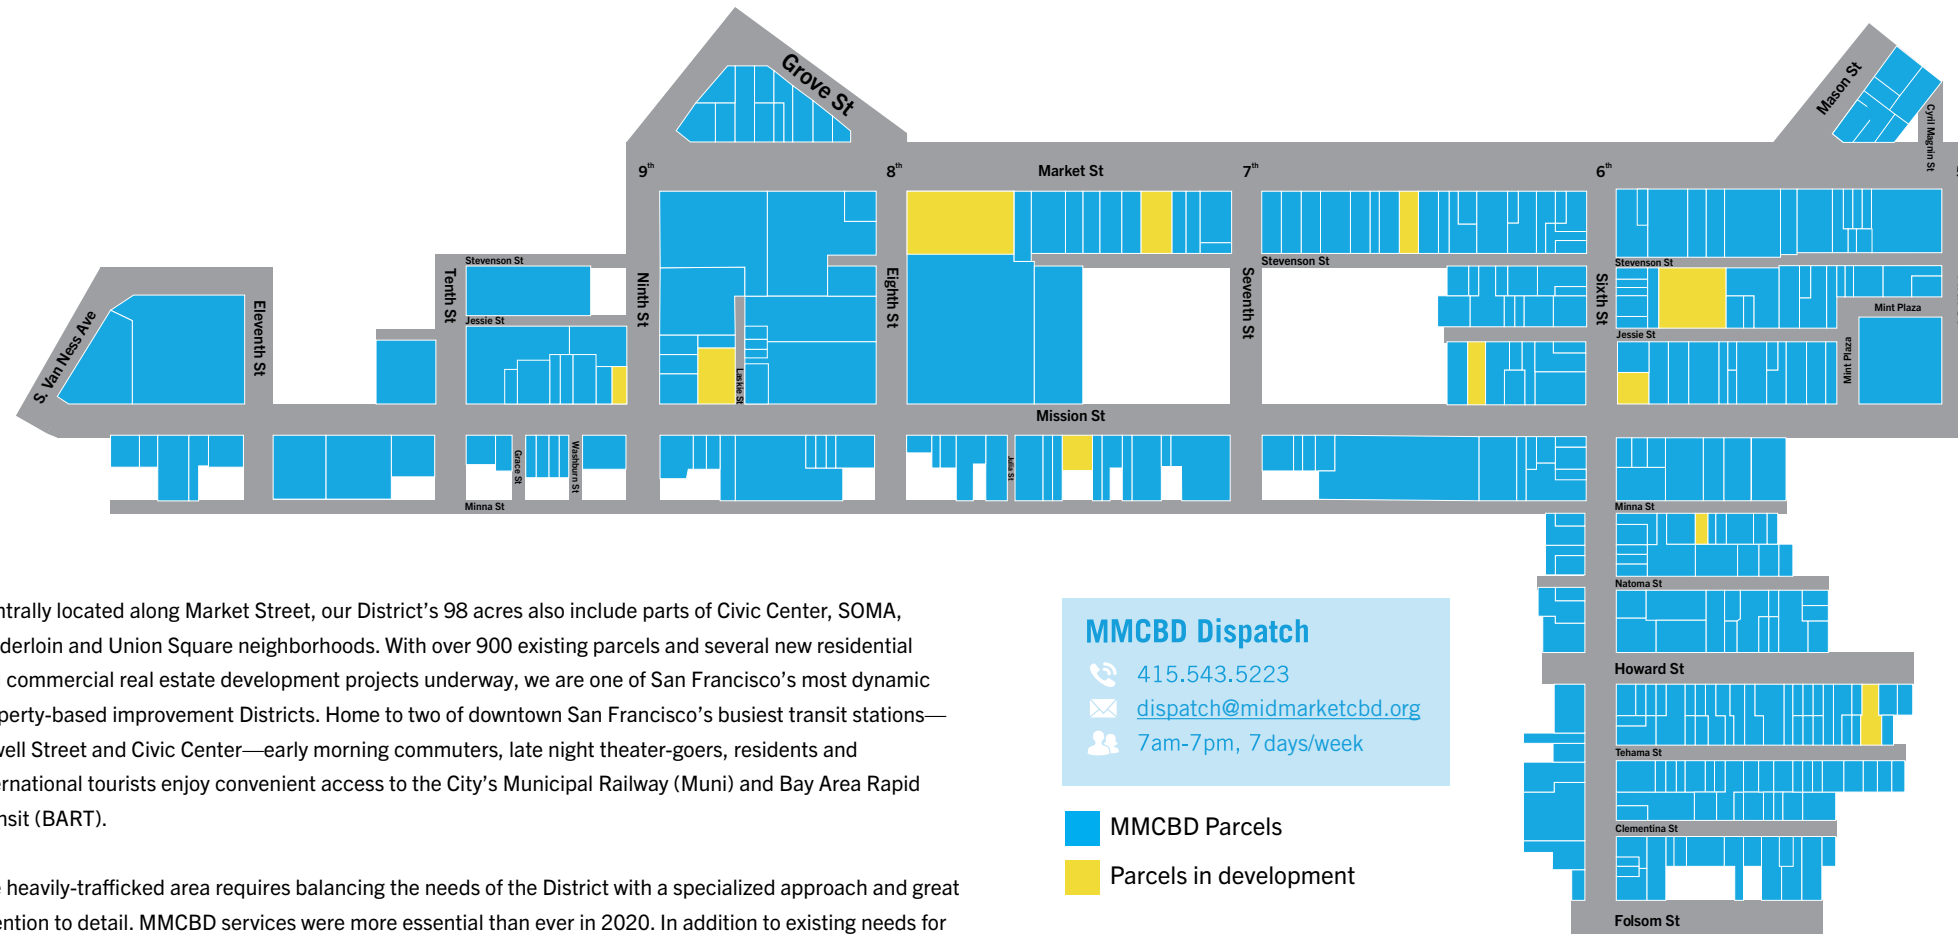 Grove St
Mason St
Cyril Magnin St
9th
8th
Market St
7th
6th
Stevenson St
Stevenson St
Stevenson St
S. Van Ness Ave
Eleventh St
Tenth St
Ninth St
Eighth St
Seventh St
Sixth St
Mint Plaza
Jessie St
Jessie St
Mint Plaza
Laskie St
Mission St
Grace St
Washburn St
Julia St
Minna St
Minna St
Natoma St
Howard St
Tehama St
Clementina St
Folsom St
ntrally located along Market Street, our District’s 98 acres also include parts of Civic Center, SOMA,
derloin and Union Square neighborhoods. With over 900 existing parcels and several new residential
commercial real estate development projects underway, we are one of San Francisco’s most dynamic
perty-based improvement Districts. Home to two of downtown San Francisco’s busiest transit stations—
well Street and Civic Center—early morning commuters, late night theater-goers, residents and
ernational tourists enjoy convenient access to the City’s Municipal Railway (Muni) and Bay Area Rapid
nsit (BART).
e heavily-trafficked area requires balancing the needs of the District with a specialized approach and great
ention to detail. MMCBD services were more essential than ever in 2020. In addition to existing needs for
MMCBD Dispatch
415.543.5223
dispatch@midmarketcbd.org
7am-7pm, 7days/week
MMCBD Parcels
Parcels in development